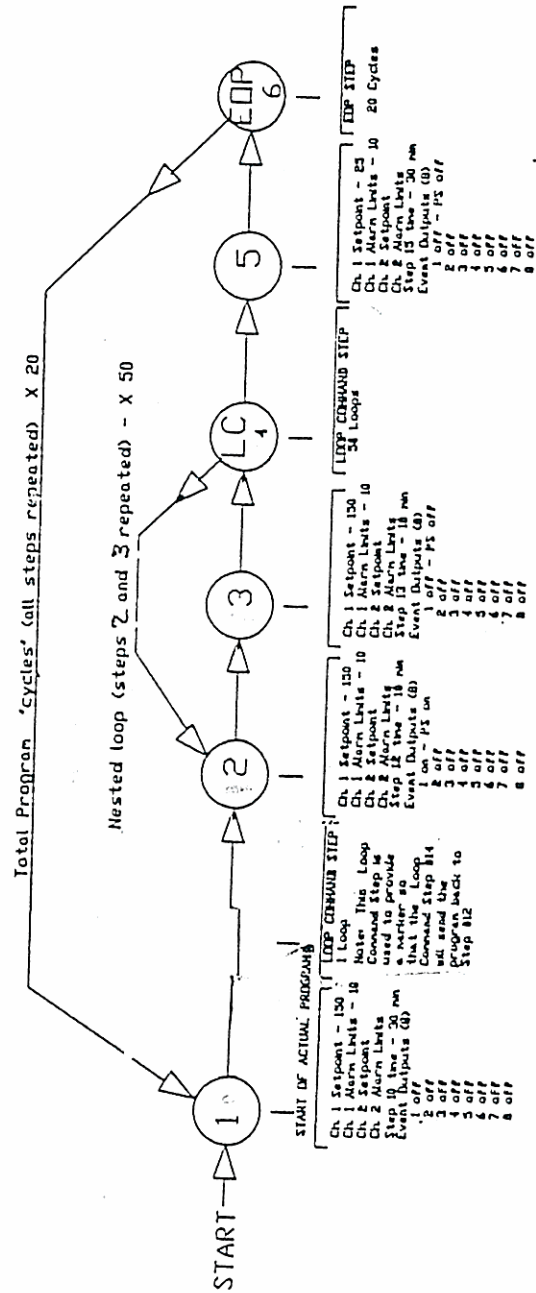 Total Program "cycles" (all steps repeated) X 20
Nested loop (steps 2 and 3 repeated) - X 50
START
1
2
3
LC
4
5
EOP
6
START OF ACTUAL PROGRAM
Ch. 1 Setpoint - 150
Ch. 1 Alarm Limits - 10
Ch. 2 Setpoint
Ch. 2 Alarm Limits
Step 10 time - 30 min
Event Outputs (8)
1 off
2 off
3 off
4 off
5 off
6 off
7 off
8 off
LOOP COMMAND STEP
1 Loop
Note: This Loop
Command Step is
used to provide
a marker so
that the Loop
Command Step #14
will send the
program back to
Step #12
Ch. 1 Setpoint - 150
Ch. 1 Alarm Limits - 10
Ch. 2 Setpoint
Ch. 2 Alarm Limits
Step 12 time - 18 min
Event Outputs (8)
1 on - PS on
2 off
3 off
4 off
5 off
6 off
7 off
8 off
Ch. 1 Setpoint - 150
Ch. 1 Alarm Limits - 10
Ch. 2 Setpoint
Ch. 2 Alarm Limits
Step 13 time - 18 min
Event Outputs (8)
1 off - PS off
2 off
3 off
4 off
5 off
6 off
7 off
8 off
LOOP COMMAND STEP
Loops
Ch. 1 Setpoint - 25
Ch. 1 Alarm Limits - 10
Ch. 2 Setpoint
Ch. 2 Alarm Limits
Step 15 time - 30 min
Event Outputs (8)
1 off - PS off
2 off
3 off
4 off
5 off
6 off
7 off
8 off
EOP STEP
20 Cycles